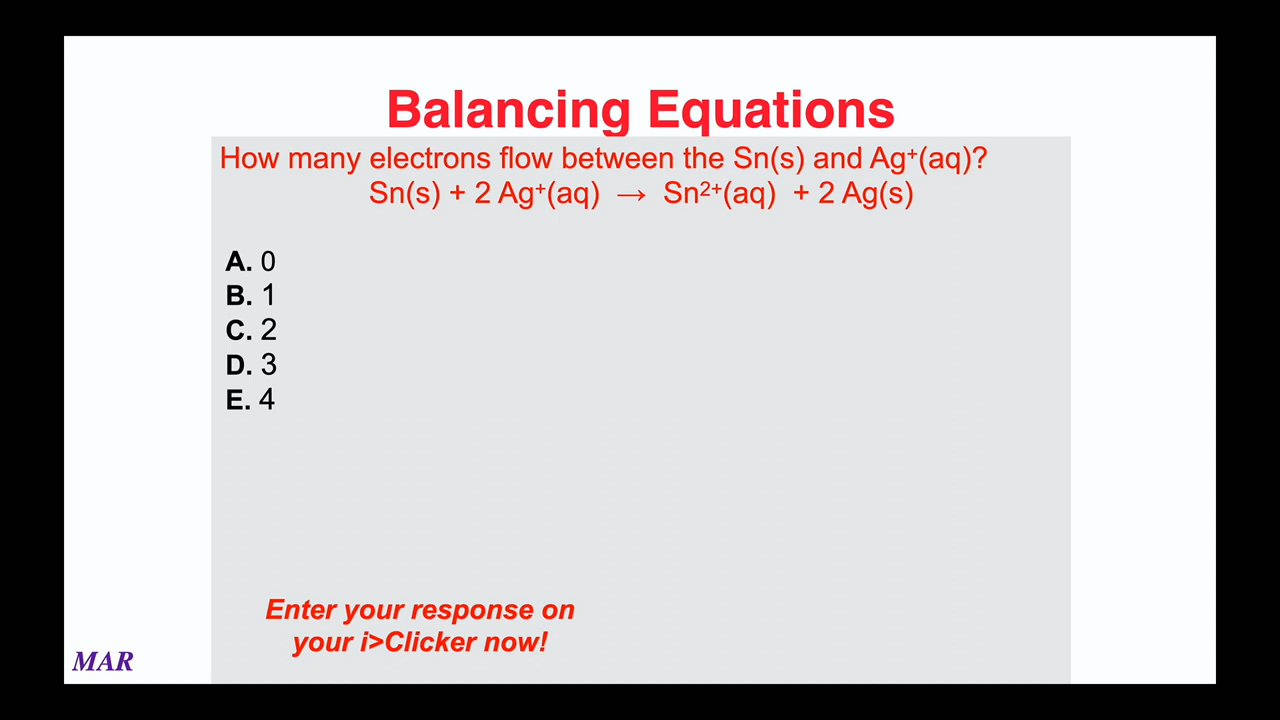 Balancing Equations
How many electrons flow between the Sn(s) and Ag⁺(aq)?
Sn(s) + 2 Ag⁺(aq) → Sn²⁺(aq) + 2 Ag(s)
A. 0
B. 1
C. 2
D. 3
E. 4
Enter your response on
your i>Clicker now!
MAR